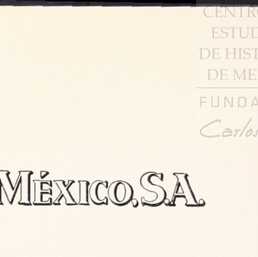 CENTRO
ESTUD
DE HIST
DE ME
FUNDA
Carlos
MÉXICO, S.A.